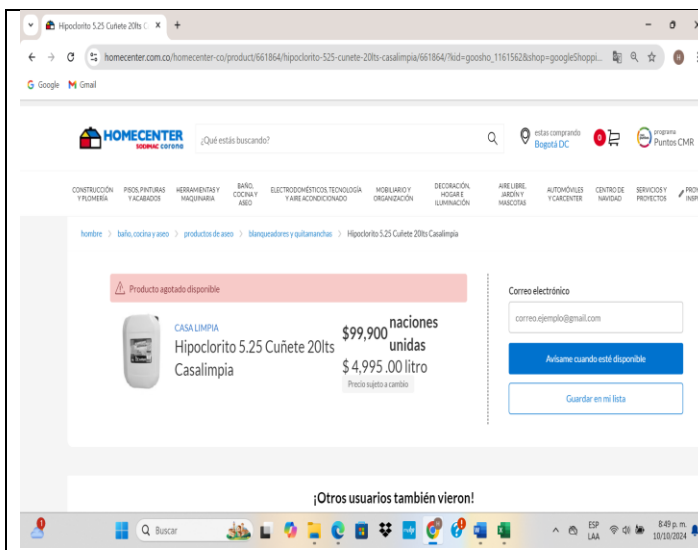 Hipoclorito 5.25 Cuñete 20lts C
homecenter.com.co/homecenter-co/product/661864/hipoclorito-525-cunete-20lts-casalimpia/661864/?kid=goosho_1161562&shop=googleShoppi...
Google Gmail
HOMECENTER
SODIMAC corona
¿Qué estás buscando?
estas comprando
Bogotá DC
0
programa
Puntos CMR
CONSTRUCCIÓN Y PLOMERÍA
PISOS, PINTURAS Y ACABADOS
HERRAMIENTAS Y MAQUINARIA
BAÑO, COCINA Y ASEO
ELECTRODOMÉSTICOS, TECNOLOGÍA Y AIRE ACONDICIONADO
MOBILIARIO Y ORGANIZACIÓN
DECORACIÓN, HOGAR E ILUMINACIÓN
AIRE LIBRE, JARDÍN Y MASCOTAS
AUTOMÓVILES Y CARCENTER
CENTRO DE NAVIDAD
SERVICIOS Y PROYECTOS
PROY
INSP
hombre > baño, cocina y aseo > productos de aseo > blanqueadores y quitamanchas > Hipoclorito 5.25 Cuñete 20lts Casalimpia
Producto agotado disponible
CASA LIMPIA
Hipoclorito 5.25 Cuñete 20lts
Casalimpia
$99,900 naciones
unidas
$ 4,995 .00 litro
Precio sujeto a cambio
Correo electrónico
correo.ejemplo@gmail.com
Avísame cuando esté disponible
Guardar en mi lista
¡Otros usuarios también vieron!
Buscar
ESP
LAA
8:49 p. m.
10/10/2024